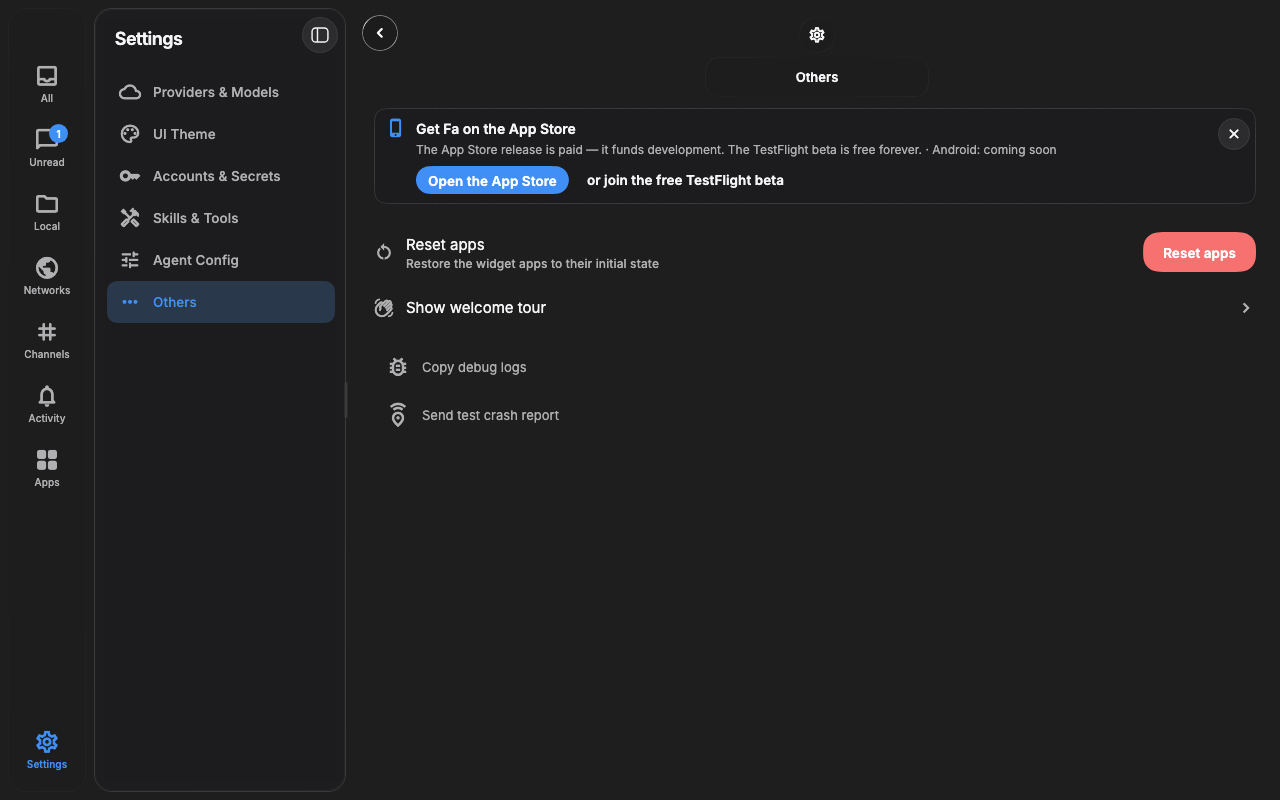 All
1
Unread
Local
Networks
Channels
Activity
Apps
Settings
Settings
Providers & Models
UI Theme
Accounts & Secrets
Skills & Tools
Agent Config
Others
Others
Get Fa on the App Store
The App Store release is paid — it funds development. The TestFlight beta is free forever. · Android: coming soon
Open the App Store
or join the free TestFlight beta
Reset apps
Restore the widget apps to their initial state
Reset apps
Show welcome tour
Copy debug logs
Send test crash report